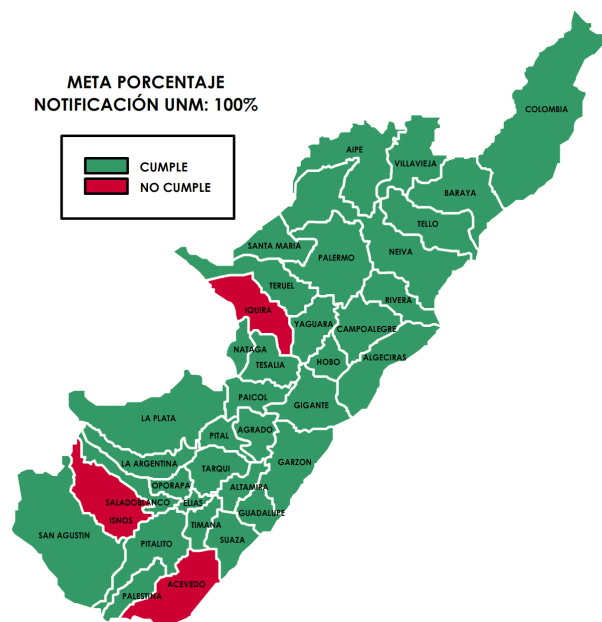 META PORCENTAJE
NOTIFICACIÓN UNM: 100%
CUMPLE
NO CUMPLE
COLOMBIA
AIPE
VILLAVIEJA
BARAYA
TELLO
SANTA MARIA
PALERMO
NEIVA
TERUEL
RIVERA
IQUIRA
YAGUARA
CAMPOALEGRE
NATAGA
TESALIA
HOBO
ALGECIRAS
PAICOL
GIGANTE
LA PLATA
PITAL
AGRADO
LA ARGENTINA
TARQUI
GARZON
OPORAPA
ALTAMIRA
SALADOBLANCO
ELIAS
GUADALUPE
ISNOS
TIMANA
SAN AGUSTIN
PITALITO
SUAZA
ACEVEDO
PALESTINA